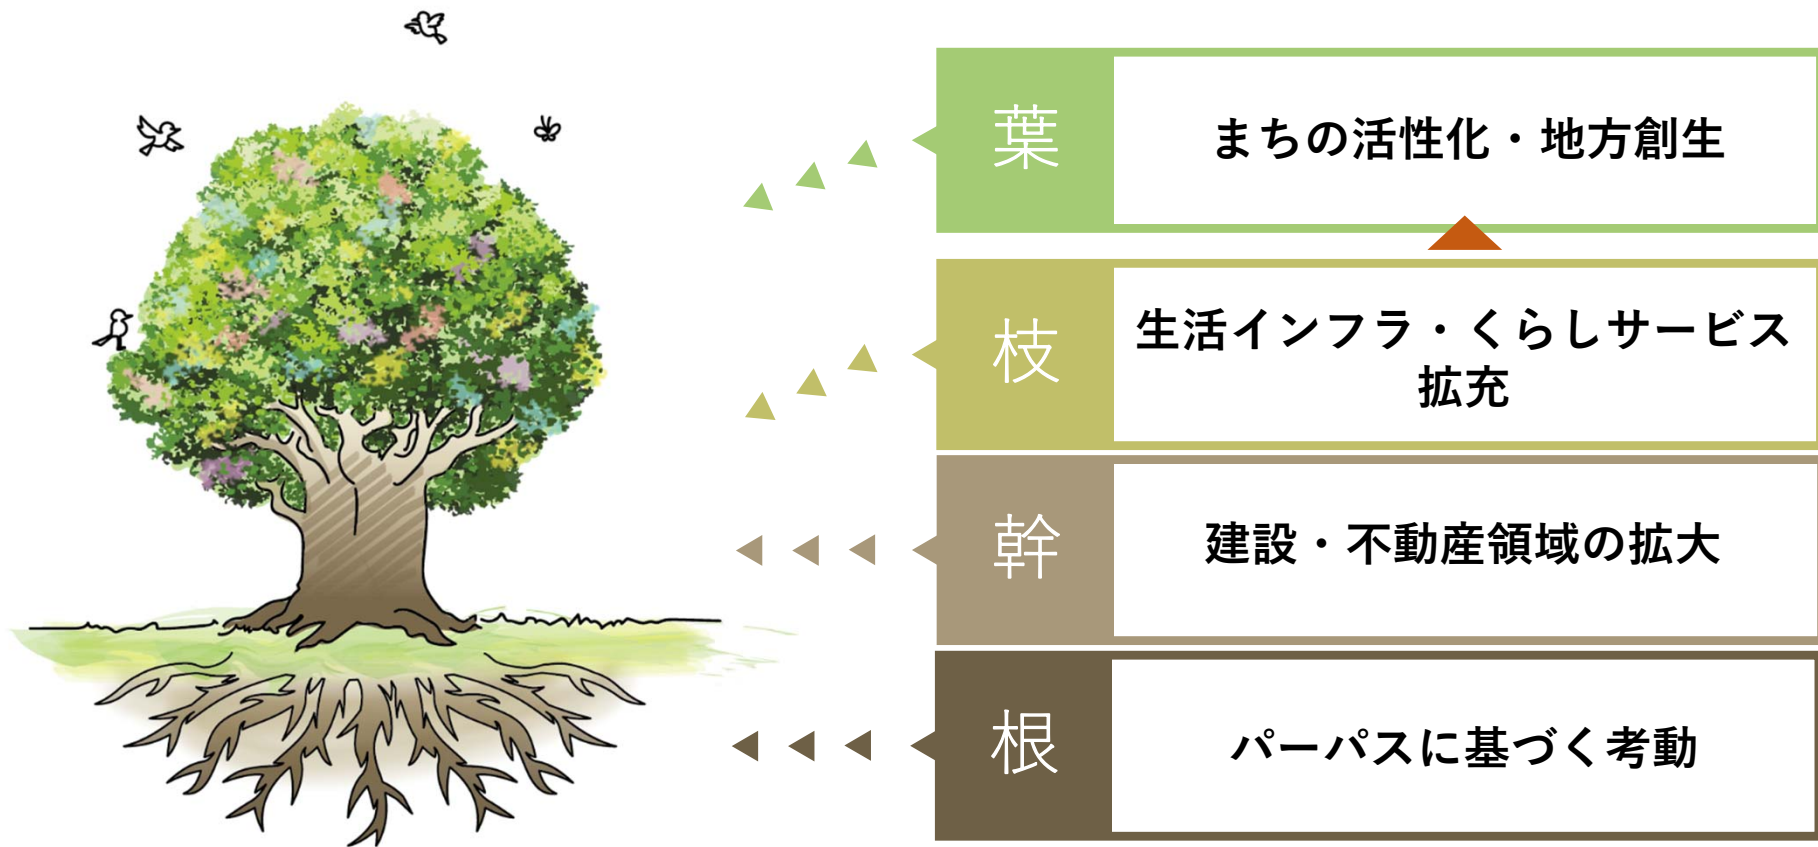 葉
まちの活性化・地方創生
枝
生活インフラ・くらしサービス
拡充
幹
建設・不動産領域の拡大
根
パーパスに基づく考動